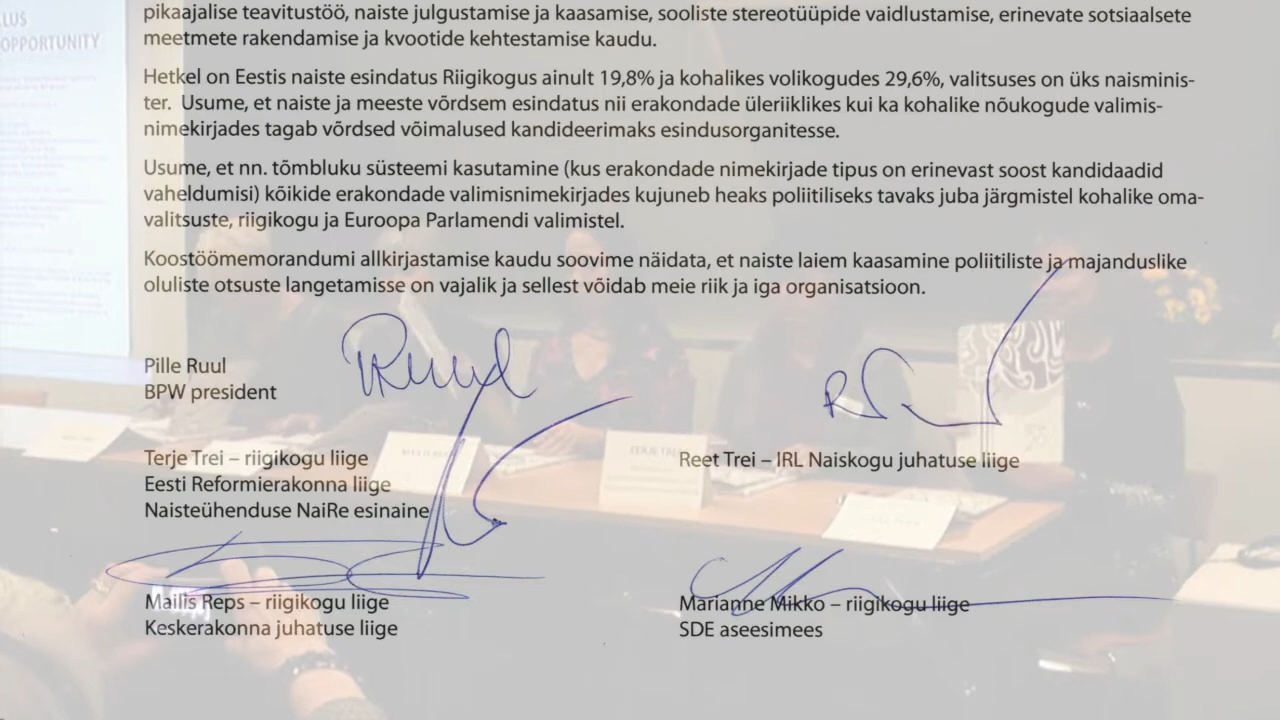 LUS
OPPORTUNITY
pikaajalise teavitustöö, naiste julgustamise ja kaasamise, sooliste stereotüüpide vaidlustamise, erinevate sotsiaalsete
meetmete rakendamise ja kvootide kehtestamise kaudu.
Hetkel on Eestis naiste esindatus Riigikogus ainult 19,8% ja kohalikes volikogudes 29,6%, valitsuses on üks naisminis-
ter. Usume, et naiste ja meeste võrdsem esindatus nii erakondade üleriiklikes kui ka kohalike nõukogude valimis-
nimekirjades tagab võrdsed võimalused kandideerimaks esindusorganitesse.
Usume, et nn. tõmbluku süsteemi kasutamine (kus erakondade nimekirjade tipus on erinevast soost kandidaadid
vaheldumisi) kõikide erakondade valimisnimekirjades kujuneb heaks poliitiliseks tavaks juba järgmistel kohalike oma-
valitsuste, riigikogu ja Euroopa Parlamendi valimistel.
Koostöömemorandumi allkirjastamise kaudu soovime näidata, et naiste laiem kaasamine poliitiliste ja majanduslike
oluliste otsuste langetamisse on vajalik ja sellest võidab meie riik ja iga organisatsioon.
Pille Ruul
BPW president
Terje Trei – riigikogu liige
Eesti Reformierakonna liige
Naisteühenduse NaiRe esinaine
Reet Trei – IRL Naiskogu juhatuse liige
Mailis Reps – riigikogu liige
Keskerakonna juhatuse liige
Marianne Mikko – riigikogu liige
SDE aseesimees